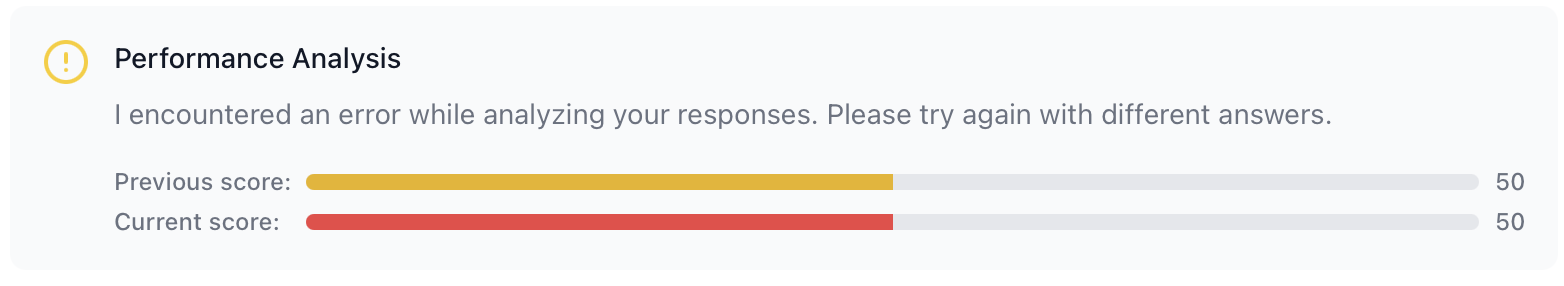 Performance Analysis
I encountered an error while analyzing your responses. Please try again with different answers.
Previous score: 50
Current score: 50